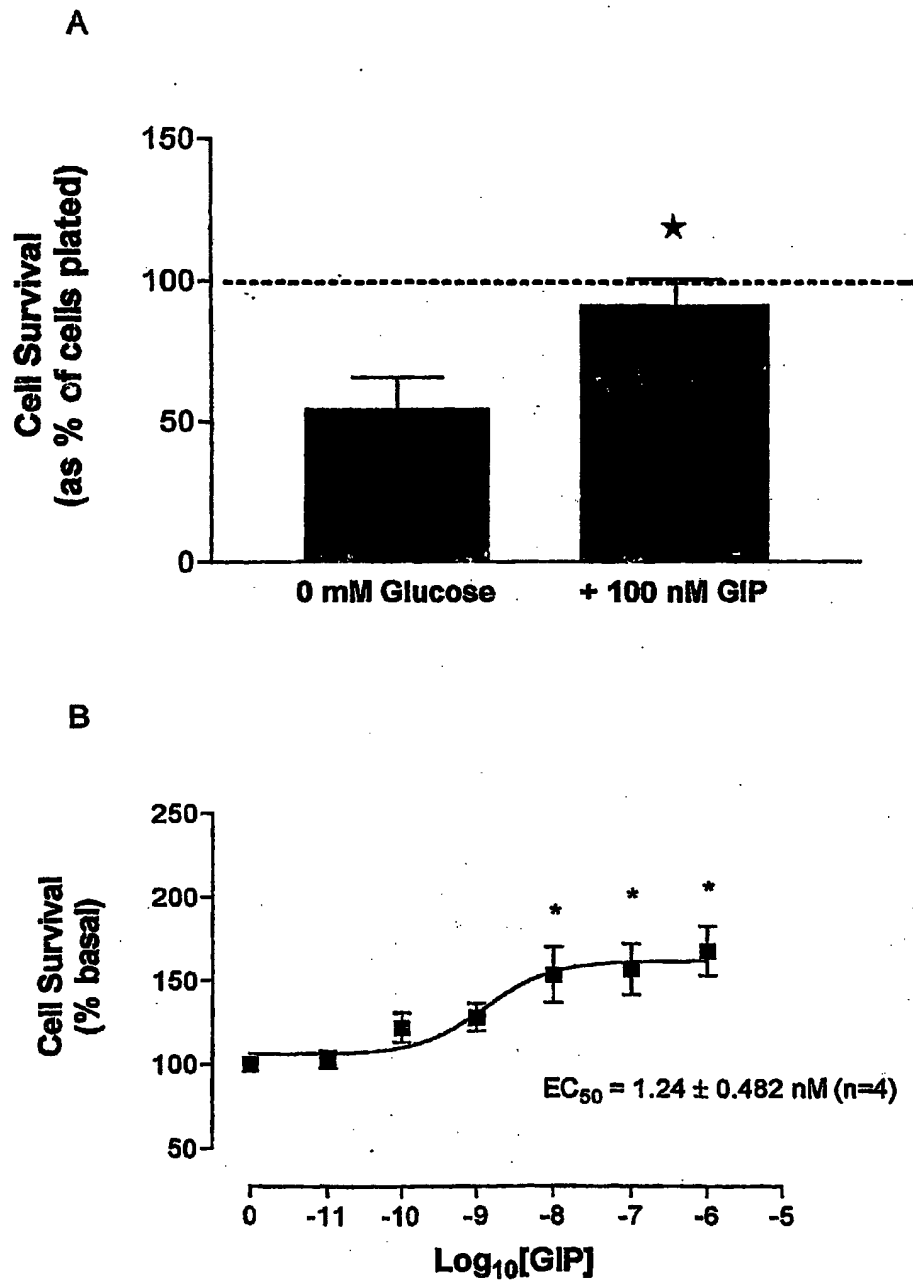 A
150
100
50
0
Cell Survival
(as % of cells plated)
★
0 mM Glucose
+ 100 nM GIP
B
250
200
150
100
50
Cell Survival
(% basal)
* * *
EC50 = 1.24 ± 0.482 nM (n=4)
0 -11 -10 -9 -8 -7 -6 -5
Log10[GIP]